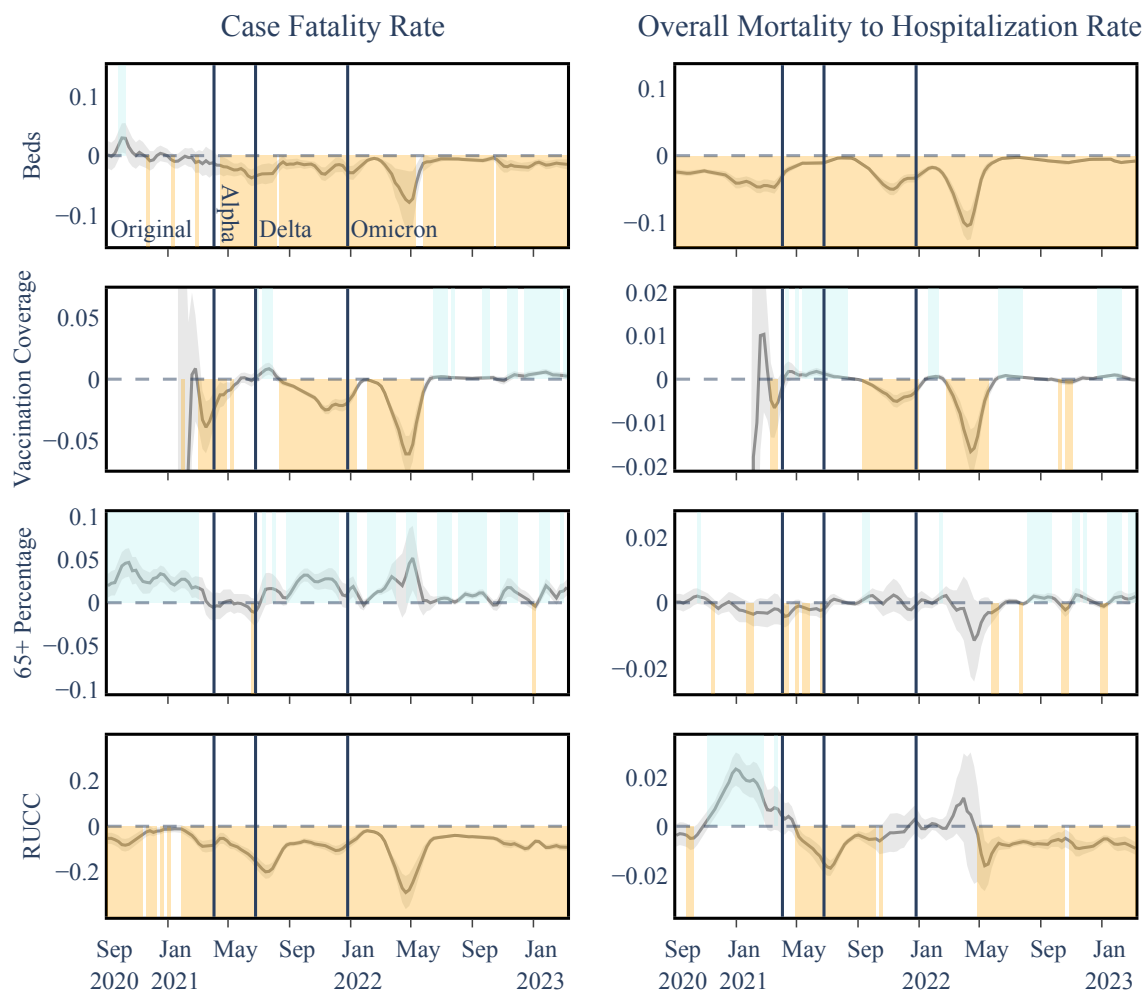 Case Fatality Rate
Overall Mortality to Hospitalization Rate
Beds
0.1
0
−0.1
Original
Alpha
Delta
Omicron
0.1
0
−0.1
Vaccination Coverage
0.05
0
−0.05
0.02
0.01
0
−0.01
−0.02
65+ Percentage
0.1
0.05
0
−0.05
−0.1
0.02
0
−0.02
RUCC
0.2
0
−0.2
0.02
0
−0.02
Sep Jan May Sep Jan May Sep Jan
2020 2021 2022 2023
Sep Jan May Sep Jan May Sep Jan
2020 2021 2022 2023